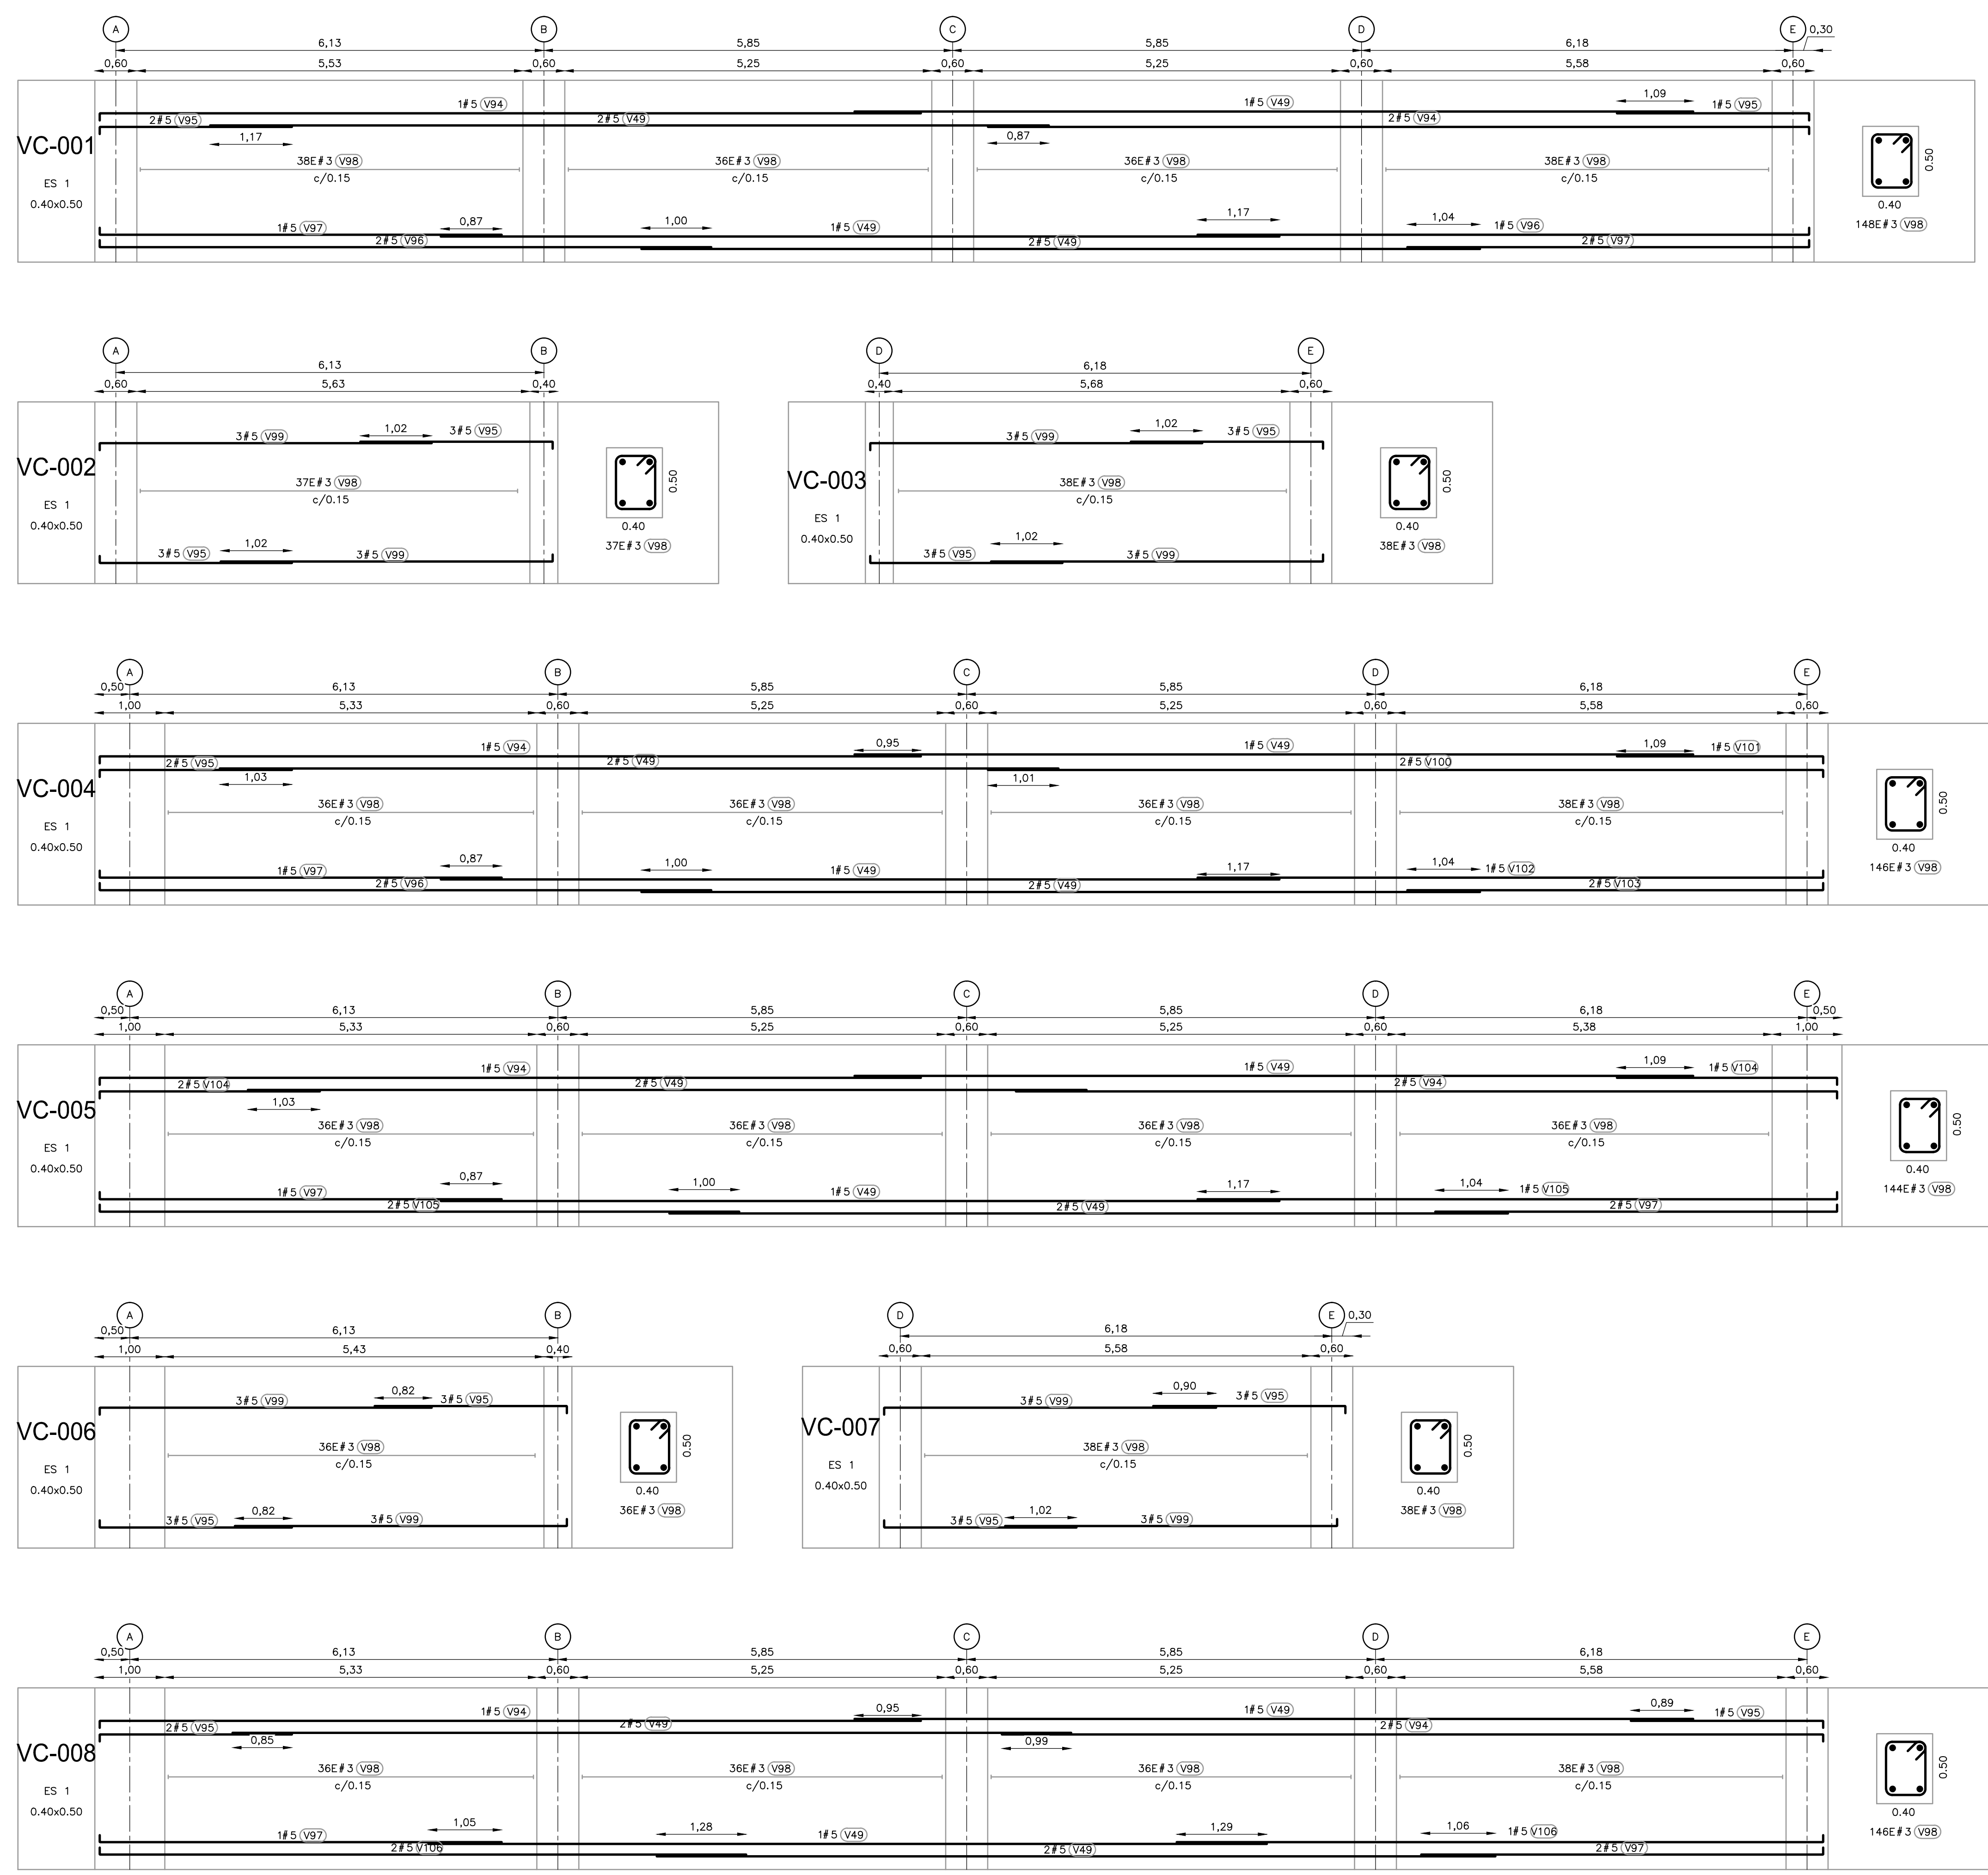 A B C D E
6,13 5,85 5,85 6,18 0,30
0,60 5,53 0,60 5,25 0,60 5,25 0,60 5,58 0,60
1#5 V94 1#5 V49 1,09 1#5 V95
2#5 V95 2#5 V49 2#5 V94
VC-001 1,17 0,87
38E#3 V98 36E#3 V98 36E#3 V98 38E#3 V98 0.50
c/0.15 c/0.15 c/0.15 c/0.15
ES 1
0.40x0.50 0.40
1#5 V97 0,87 1,00 1#5 V49 1,17 1,04 1#5 V96 148E#3 V98
2#5 V96 2#5 V49 2#5 V97
A B D E
6,13 6,18
0,60 5,63 0,40 0,40 5,68 0,60
3#5 V99 1,02 3#5 V95 3#5 V99 1,02 3#5 V95
VC-002 VC-003
37E#3 V98 0.50 38E#3 V98 0.50
c/0.15 c/0.15
ES 1 ES 1
0.40x0.50 0.40 0.40x0.50 0.40
37E#3 V98 38E#3 V98
3#5 V95 1,02 3#5 V99 3#5 V95 1,02 3#5 V99
A B C D E
0,50 6,13 5,85 5,85 6,18
1,00 5,33 0,60 5,25 0,60 5,25 0,60 5,58 0,60
1#5 V94 0,95 1#5 V49 1,09 1#5 V101
2#5 V95 2#5 V49 2#5 V100
VC-004 1,03 1,01
36E#3 V98 36E#3 V98 36E#3 V98 38E#3 V98 0.50
c/0.15 c/0.15 c/0.15 c/0.15
ES 1
0.40x0.50 0.40
1#5 V97 0,87 1,00 1#5 V49 1,17 1,04 1#5 V102 146E#3 V98
2#5 V96 2#5 V49 2#5 V103
A B C D E
0,50 6,13 5,85 5,85 6,18 0,50
1,00 5,33 0,60 5,25 0,60 5,25 0,60 5,38 1,00
1#5 V94 1#5 V49 1,09 1#5 V104
2#5 V104 2#5 V49 2#5 V94
VC-005 1,03
36E#3 V98 36E#3 V98 36E#3 V98 36E#3 V98 0.50
c/0.15 c/0.15 c/0.15 c/0.15
ES 1
0.40x0.50 0.40
1#5 V97 0,87 1,00 1#5 V49 1,17 1,04 1#5 V105 144E#3 V98
2#5 V105 2#5 V49 2#5 V97
A B D E 0,30
0,50 6,13 6,18
1,00 5,43 0,40 0,60 5,58 0,60
3#5 V99 0,82 3#5 V95 3#5 V99 0,90 3#5 V95
VC-006 VC-007
36E#3 V98 0.50 38E#3 V98 0.50
c/0.15 c/0.15
ES 1 ES 1
0.40x0.50 0.40 0.40x0.50 0.40
36E#3 V98 38E#3 V98
3#5 V95 0,82 3#5 V99 3#5 V95 1,02 3#5 V99
A B C D E
0,50 6,13 5,85 5,85 6,18
1,00 5,33 0,60 5,25 0,60 5,25 0,60 5,58 0,60
1#5 V94 0,95 1#5 V49 0,89 1#5 V95
2#5 V95 2#5 V49 2#5 V94
VC-008 0,85 0,99
36E#3 V98 36E#3 V98 36E#3 V98 38E#3 V98 0.50
c/0.15 c/0.15 c/0.15 c/0.15
ES 1
0.40x0.50 0.40
1#5 V97 1,05 1,28 1#5 V49 1,29 1,06 1#5 V106 146E#3 V98
2#5 V106 2#5 V49 2#5 V97